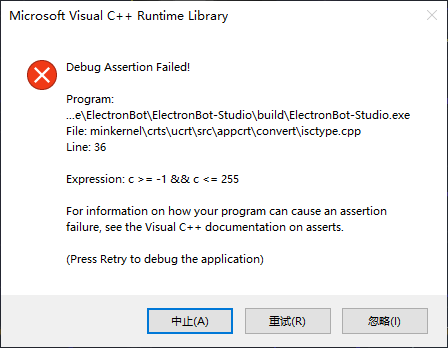 Microsoft Visual C++ Runtime Library
Debug Assertion Failed!
Program:
...e\ElectronBot\ElectronBot-Studio\build\ElectronBot-Studio.exe
File: minkernel\crts\ucrt\src\appcrt\convert\isctype.cpp
Line: 36
Expression: c >= -1 && c <= 255
For information on how your program can cause an assertion
failure, see the Visual C++ documentation on asserts.
(Press Retry to debug the application)
中止(A)
重试(R)
忽略(I)